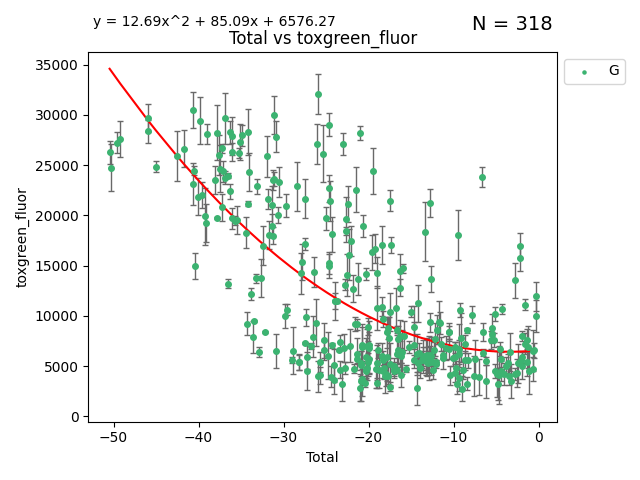 y = 12.69x^2 + 85.09x + 6576.27
N = 318
Total vs toxgreen_fluor
G
toxgreen_fluor
35000
30000
25000
20000
15000
10000
5000
0
−50
−40
−30
−20
−10
0
Total